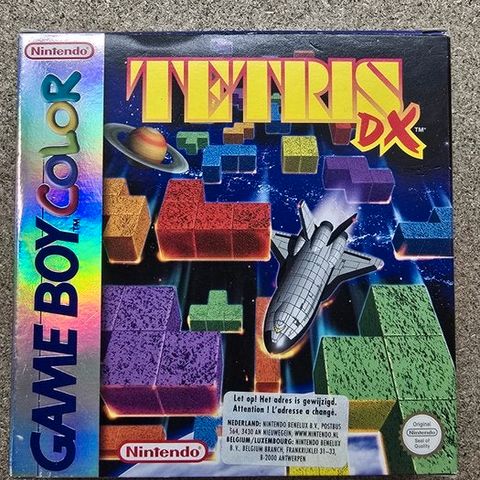 Nintendo
GAME BOY COLOR
TM
TETRIS
DX TM
Let op! Het adres is gewijzigd.
Attention ! L'adresse a changé.
NEDERLAND: NINTENDO BENELUX B.V., POSTBUS
564, 3430 AN NIEUWEGEIN, WWW.NINTENDO.NL
BELGIUM/LUXEMBOURG: NINTENDO BENELUX
B.V. BELGIUM BRANCH, FRANKRIJKLEI 31-33,
B-2000 ANTWERPEN
Nintendo
Original
Nintendo
Seal of
Quality